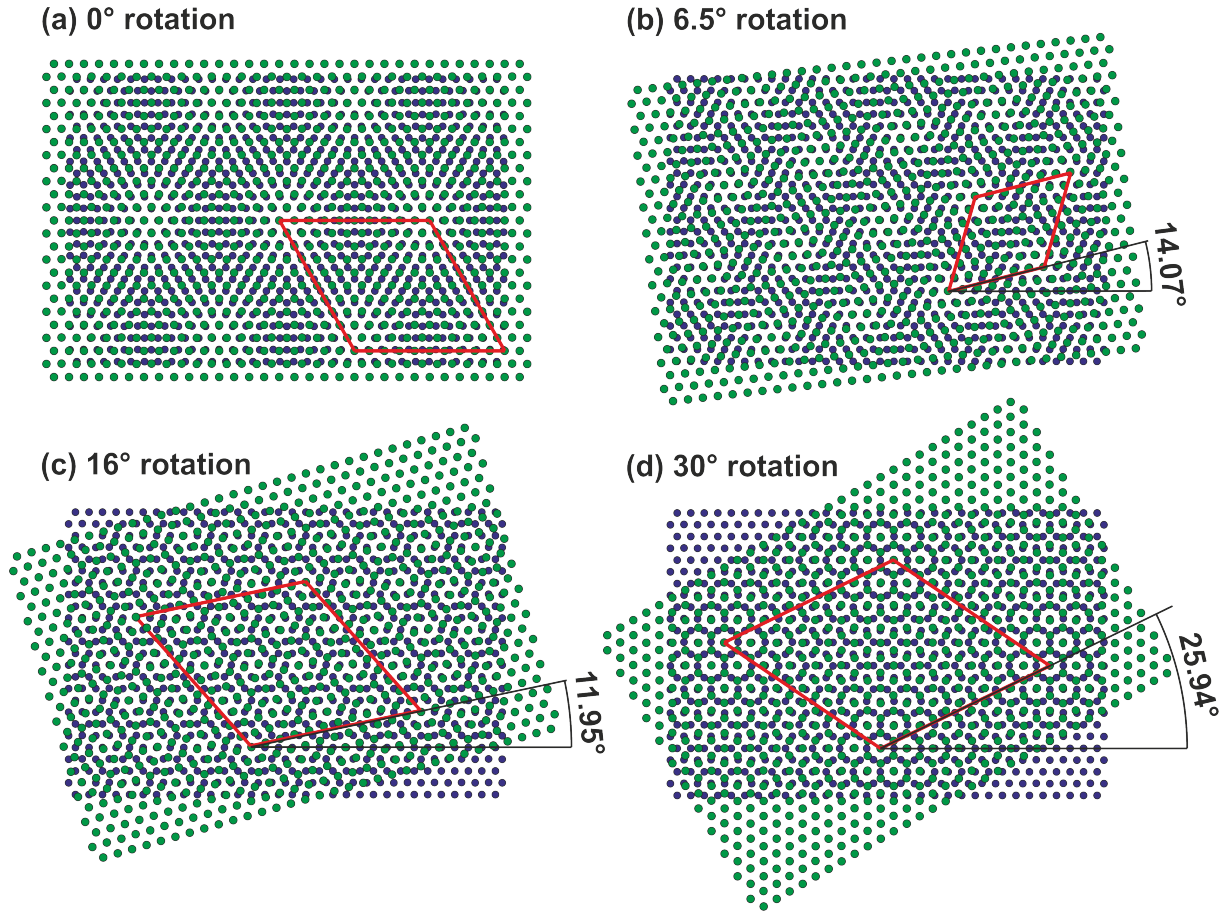 (a) 0° rotation
(b) 6.5° rotation
14.07°
(c) 16° rotation
11.95°
(d) 30° rotation
25.94°